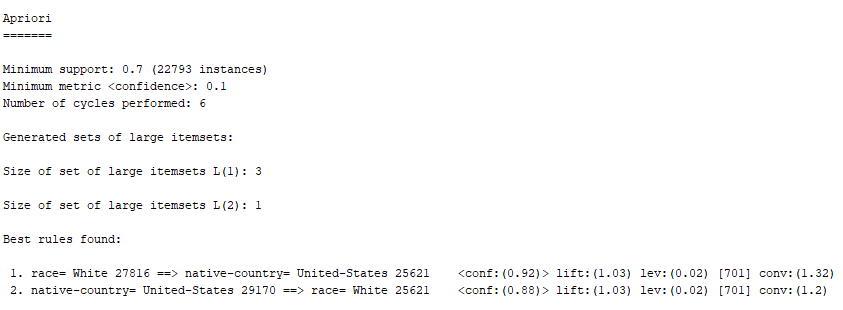 Apriori
=======
Minimum support: 0.7 (22793 instances)
Minimum metric <confidence>: 0.1
Number of cycles performed: 6
Generated sets of large itemsets:
Size of set of large itemsets L(1): 3
Size of set of large itemsets L(2): 1
Best rules found:
1. race= White 27816 ==> native-country= United-States 25621    <conf:(0.92)> lift:(1.03) lev:(0.02) [701] conv:(1.32)
2. native-country= United-States 29170 ==> race= White 25621    <conf:(0.88)> lift:(1.03) lev:(0.02) [701] conv:(1.2)